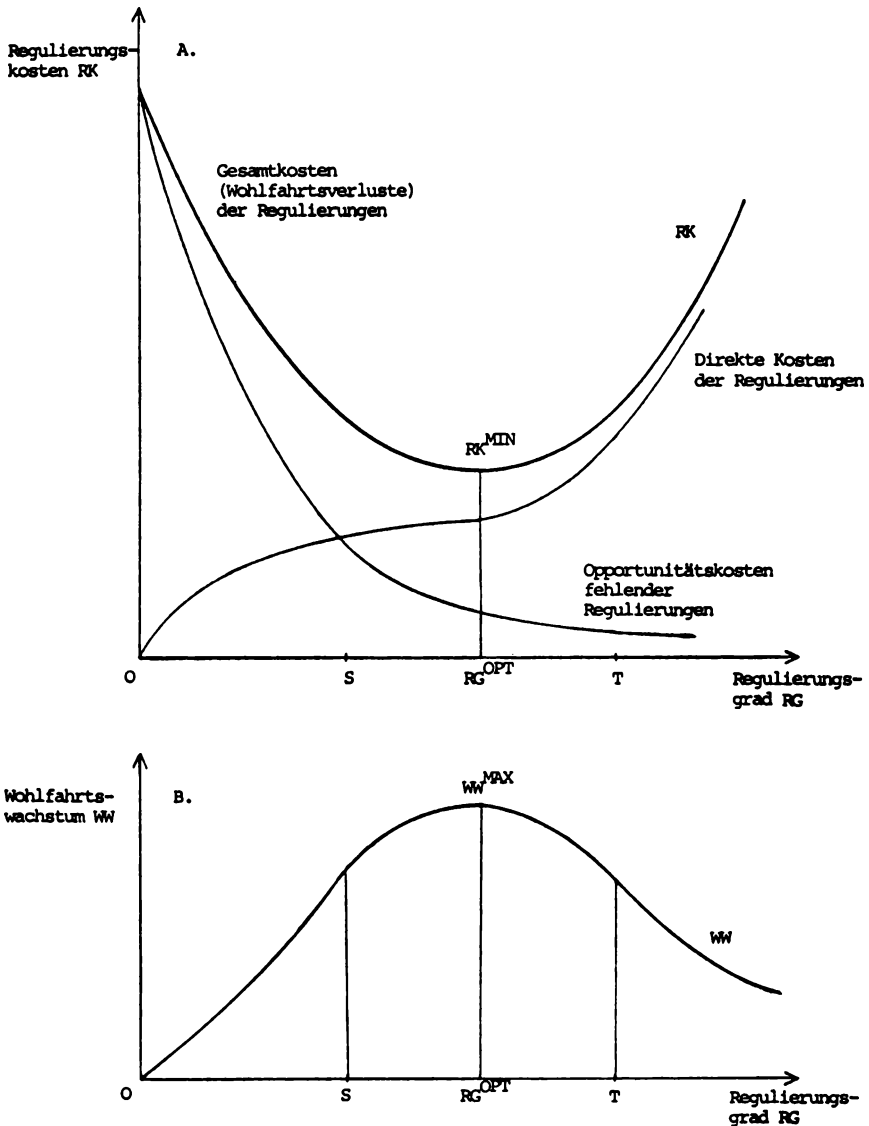 Regulierungs-
kosten RK
A.
Gesamtkosten
(Wohlfahrtsverluste)
der Regulierungen
RK
Direkte Kosten
der Regulierungen
RK MIN
Opportunitätskosten
fehlender
Regulierungen
O
S
RG OPT
T
Regulierungs-
grad RG
Wohlfahrts-
wachstum WW
B.
WW MAX
WW
O
S
RG OPT
T
Regulierungs-
grad RG